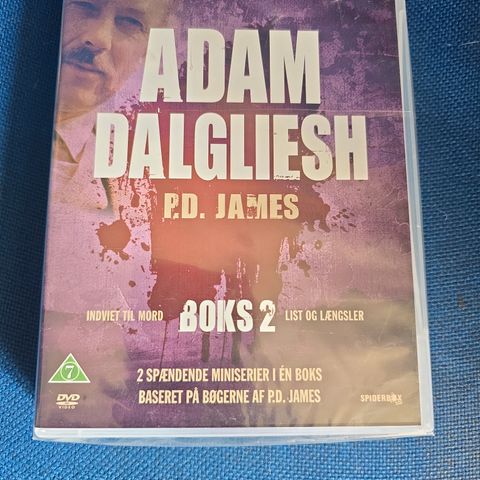 ADAM
DALGLIESH
P.D. JAMES
INDVIET TIL MORD BOKS 2 LIST OG LÆNGSLER
2 SPÆNDENDE MINISERIER I ÉN BOKS
BASERET PÅ BØGERNE AF P.D. JAMES
7
DVD
VIDEO
SPIDERBOX